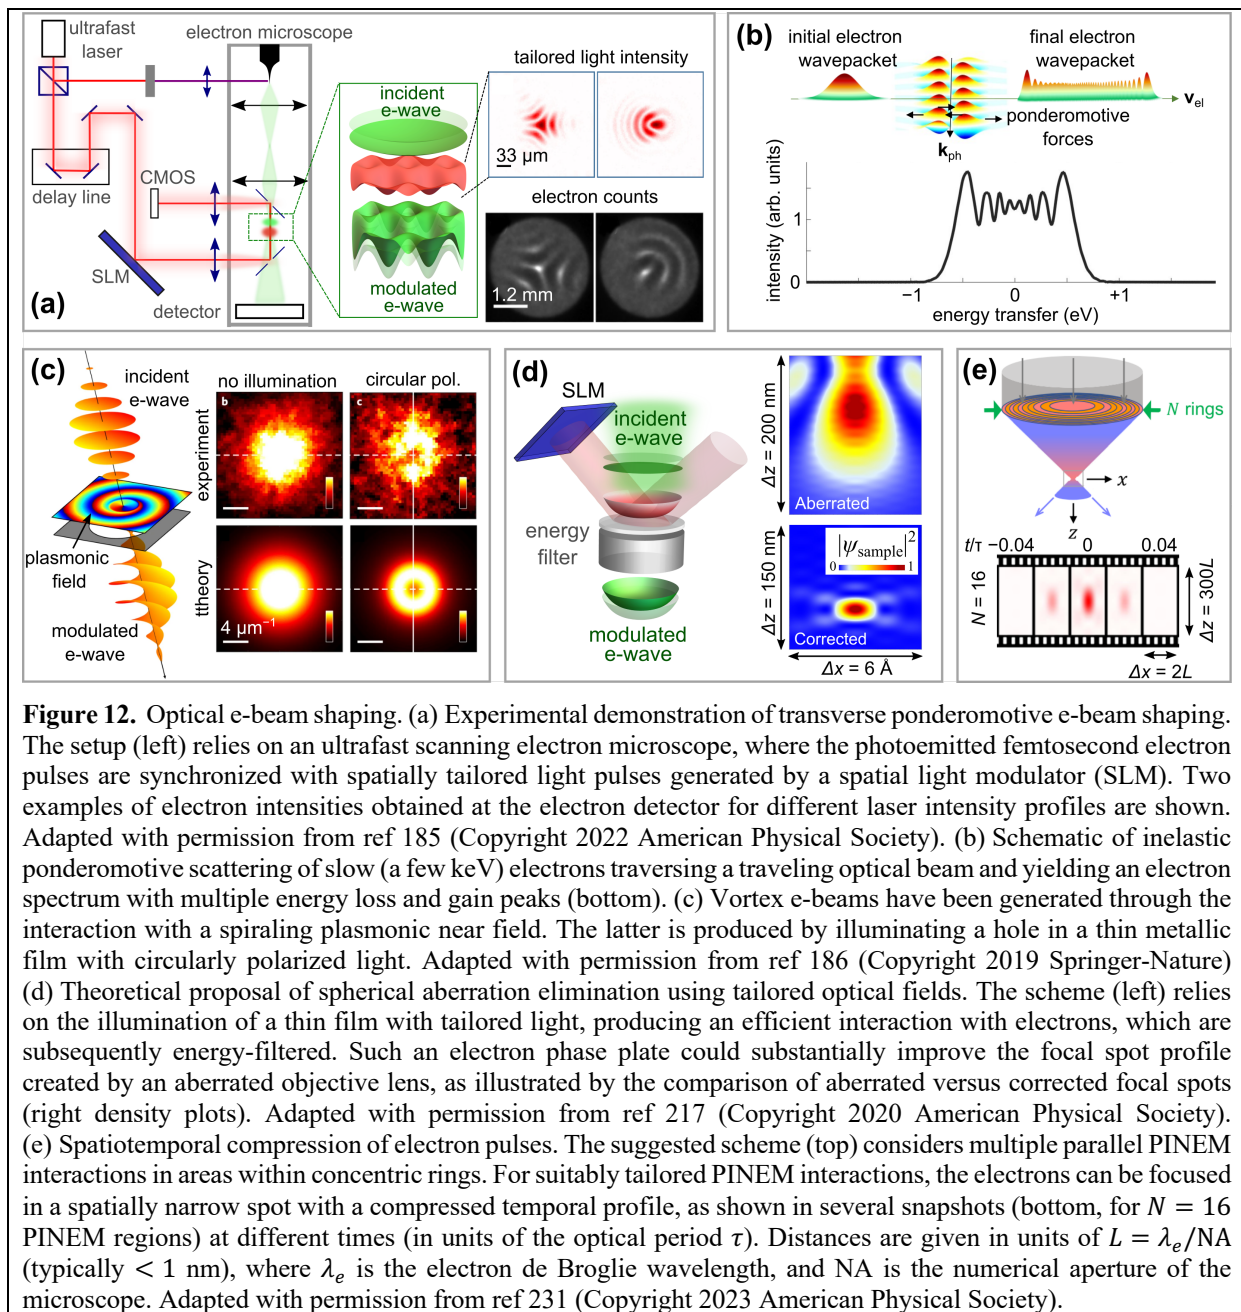 ultrafast
laser
electron microscope
delay line
CMOS
SLM
detector
(a)
incident
e-wave
modulated
e-wave
tailored light intensity
33 μm
electron counts
1.2 mm
(b)
initial electron
wavepacket
final electron
wavepacket
v_el
ponderomotive
forces
k_ph
intensity (arb. units)
1
0
−1
0
+1
energy transfer (eV)
(c)
incident
e-wave
plasmonic
field
modulated
e-wave
no illumination
circular pol.
experiment
b
c
ttheory
4 μm⁻¹
(d)
SLM
incident
e-wave
energy
filter
modulated
e-wave
Δz = 200 nm
Aberrated
Δz = 150 nm
|ψ_sample|²
0
1
Corrected
Δx = 6 Å
(e)
N rings
x
z
t/τ −0.04 0 0.04
N = 16
Δz = 300L
Δx = 2L
Figure 12. Optical e-beam shaping. (a) Experimental demonstration of transverse ponderomotive e-beam shaping.
The setup (left) relies on an ultrafast scanning electron microscope, where the photoemitted femtosecond electron
pulses are synchronized with spatially tailored light pulses generated by a spatial light modulator (SLM). Two
examples of electron intensities obtained at the electron detector for different laser intensity profiles are shown.
Adapted with permission from ref 185 (Copyright 2022 American Physical Society). (b) Schematic of inelastic
ponderomotive scattering of slow (a few keV) electrons traversing a traveling optical beam and yielding an electron
spectrum with multiple energy loss and gain peaks (bottom). (c) Vortex e-beams have been generated through the
interaction with a spiraling plasmonic near field. The latter is produced by illuminating a hole in a thin metallic
film with circularly polarized light. Adapted with permission from ref 186 (Copyright 2019 Springer-Nature)
(d) Theoretical proposal of spherical aberration elimination using tailored optical fields. The scheme (left) relies
on the illumination of a thin film with tailored light, producing an efficient interaction with electrons, which are
subsequently energy-filtered. Such an electron phase plate could substantially improve the focal spot profile
created by an aberrated objective lens, as illustrated by the comparison of aberrated versus corrected focal spots
(right density plots). Adapted with permission from ref 217 (Copyright 2020 American Physical Society).
(e) Spatiotemporal compression of electron pulses. The suggested scheme (top) considers multiple parallel PINEM
interactions in areas within concentric rings. For suitably tailored PINEM interactions, the electrons can be focused
in a spatially narrow spot with a compressed temporal profile, as shown in several snapshots (bottom, for N = 16
PINEM regions) at different times (in units of the optical period τ). Distances are given in units of L = λ_e/NA
(typically < 1 nm), where λ_e is the electron de Broglie wavelength, and NA is the numerical aperture of the
microscope. Adapted with permission from ref 231 (Copyright 2023 American Physical Society).